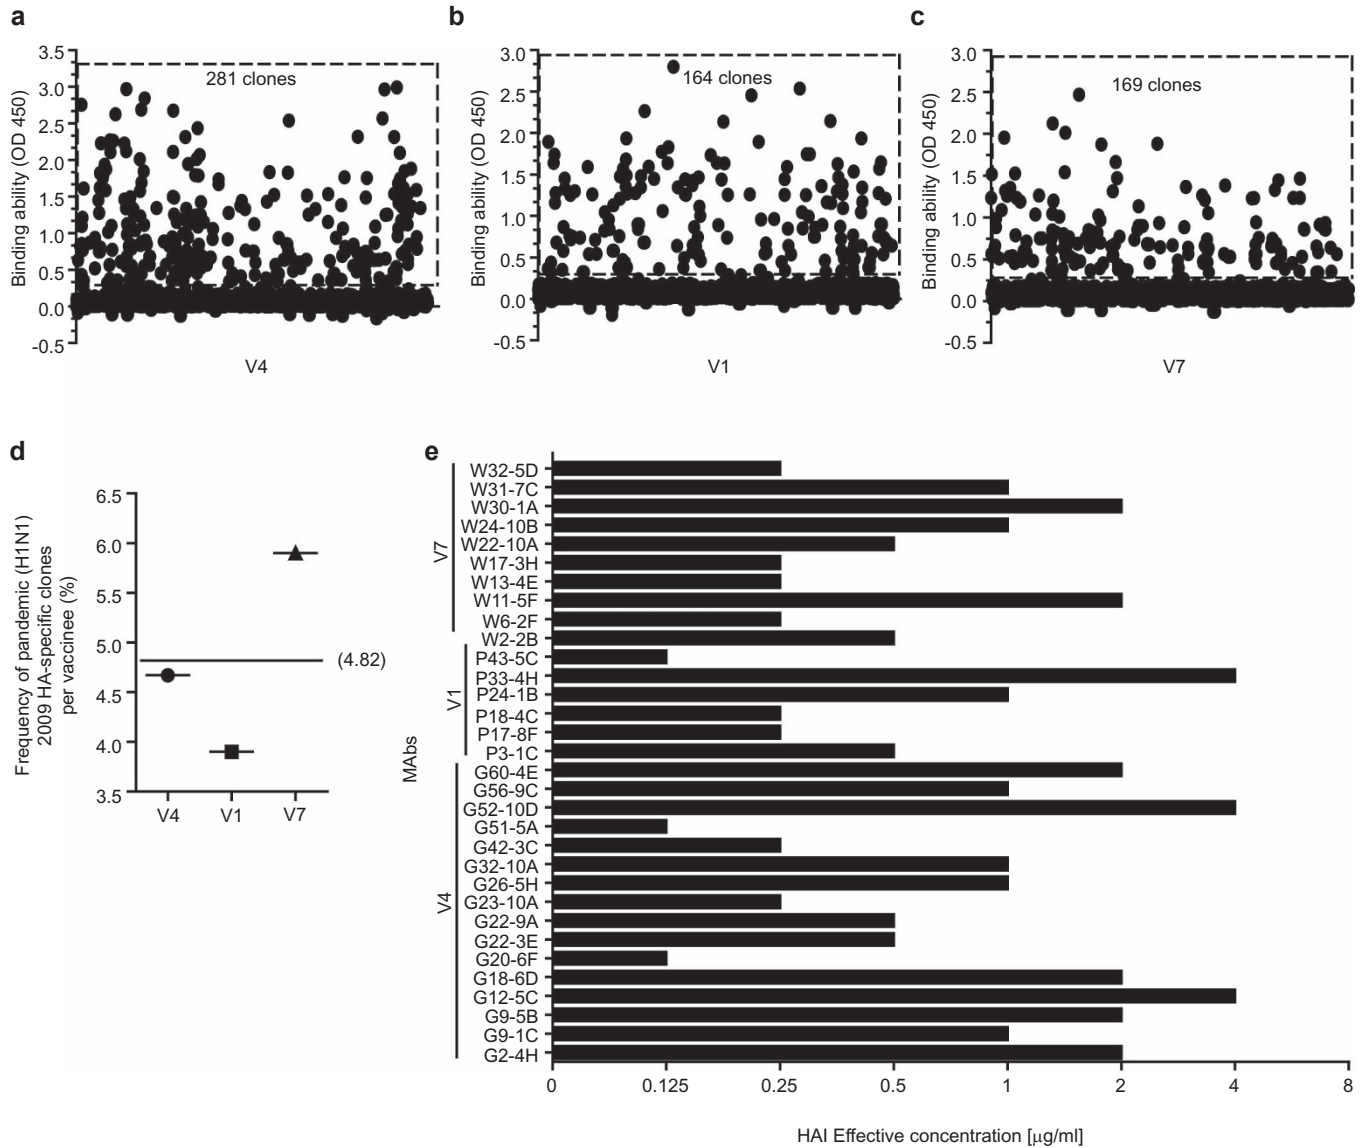 a
3.5
3.0
2.5
2.0
1.5
1.0
0.5
0.0
-0.5
Binding ability (OD 450)
281 clones
V4
b
3.0
2.5
2.0
1.5
1.0
0.5
0.0
-0.5
Binding ability (OD 450)
164 clones
V1
c
3.0
2.5
2.0
1.5
1.0
0.5
0.0
-0.5
Binding ability (OD 450)
169 clones
V7
d
Frequency of pandemic (H1N1)
2009 HA-specific clones
per vaccinee (%)
6.5
6.0
5.5
5.0
4.5
4.0
3.5
(4.82)
V4 V1 V7
e
MAbs
V7
W32-5D
W31-7C
W30-1A
W24-10B
W22-10A
W17-3H
W13-4E
W11-5F
W6-2F
W2-2B
V1
P43-5C
P33-4H
P24-1B
P18-4C
P17-8F
P3-1C
V4
G60-4E
G56-9C
G52-10D
G51-5A
G42-3C
G32-10A
G26-5H
G23-10A
G22-9A
G22-3E
G20-6F
G18-6D
G12-5C
G9-5B
G9-1C
G2-4H
0 0.125 0.25 0.5 1 2 4 8
HAI Effective concentration [μg/ml]